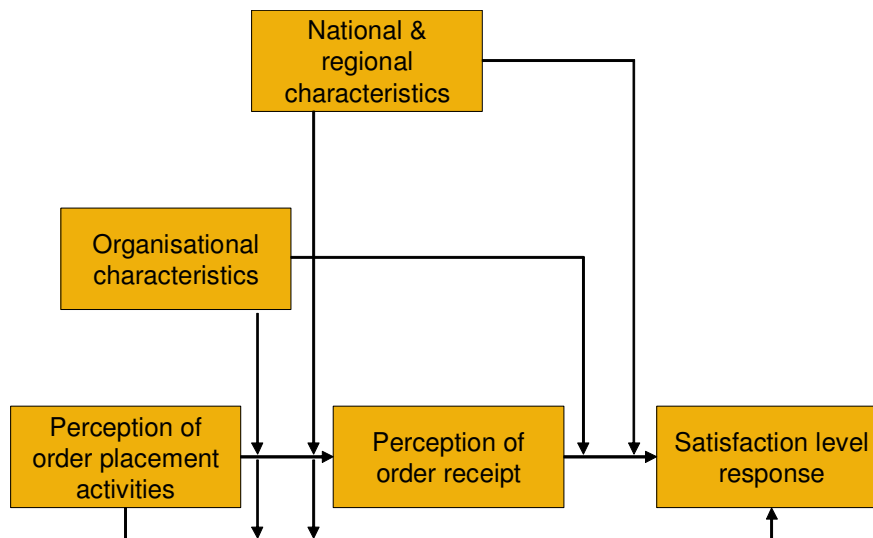 National &
regional
characteristics
Organisational
characteristics
Perception of
order placement
activities
Perception of
order receipt
Satisfaction level
response